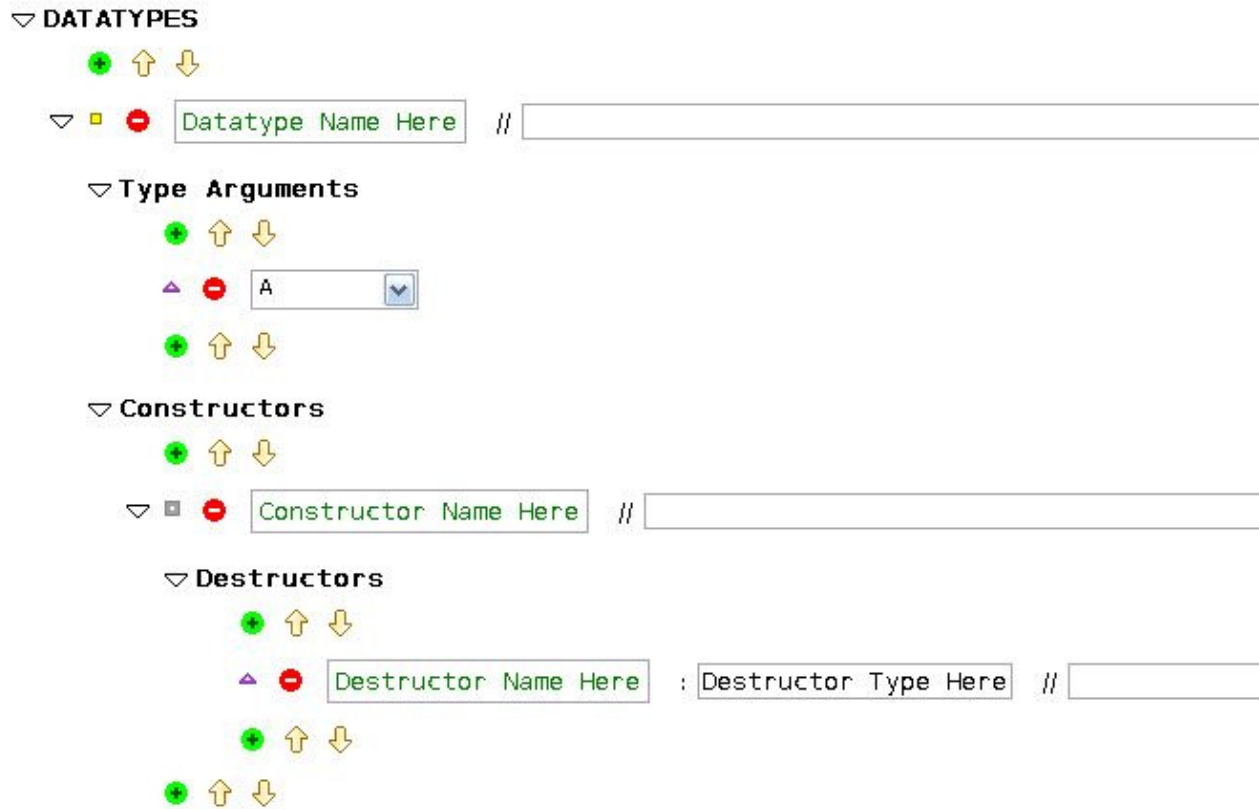 DATATYPES
Datatype Name Here //
Type Arguments
A
Constructors
Constructor Name Here //
Destructors
Destructor Name Here : Destructor Type Here //